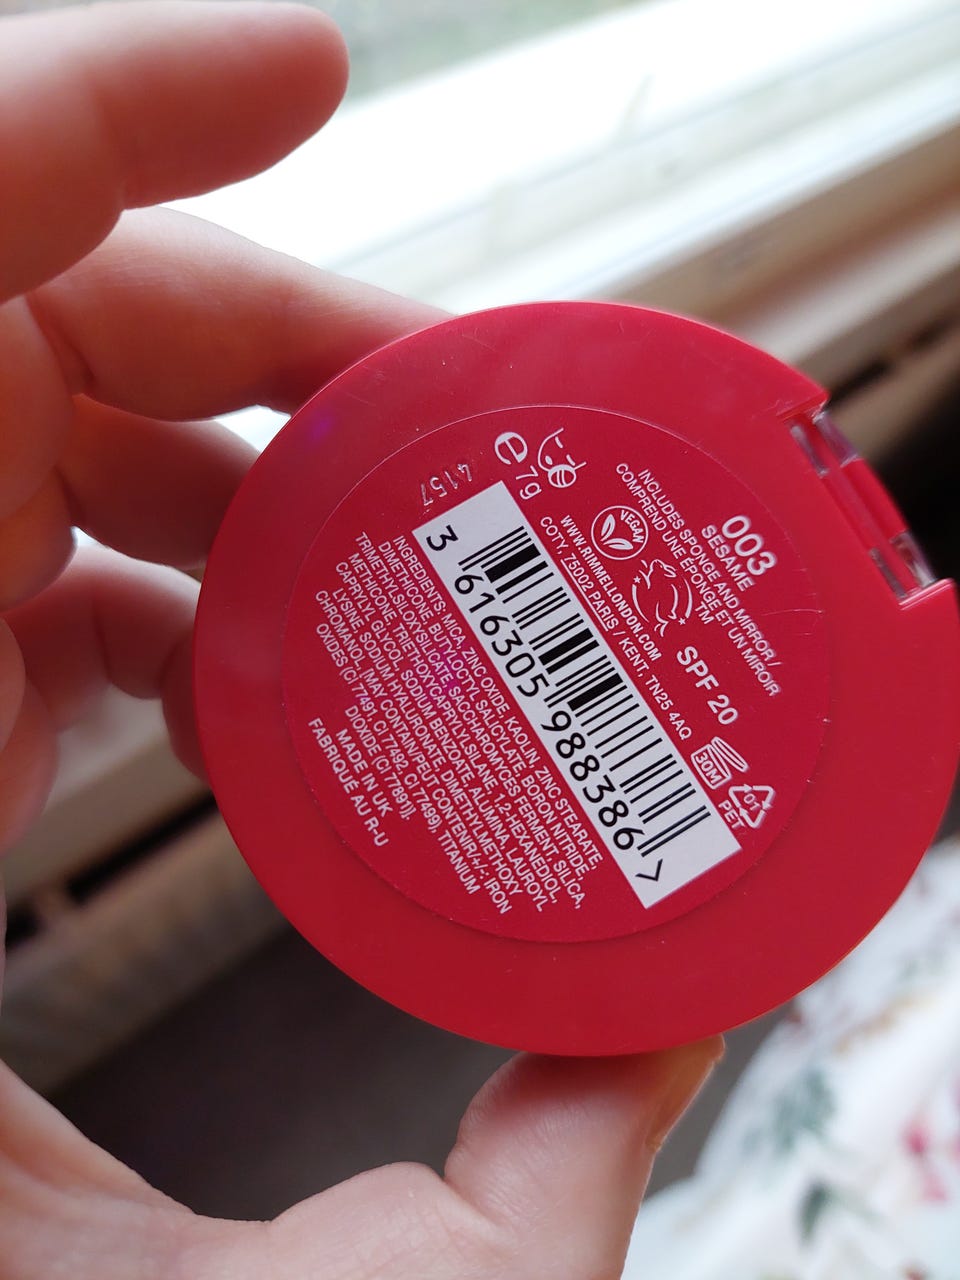 003
SESAME
INCLUDES SPONGE AND MIRROR/
COMPREND UNE ÉPONGE ET UN MIROIR
TM
SPF 20
VEGAN
WWW.RIMMELLONDON.COM
COTY, 75002 PARIS / KENT, TN25 4AQ
30M
01
PET
e 7g
4157
3 616305 988386 >
INGREDIENTS: MICA, ZINC OXIDE, KAOLIN, ZINC STEARATE,
DIMETHICONE, BUTYLOCTYL SALICYLATE, BORON NITRIDE,
TRIMETHYLSILOXYSILICATE, SACCHAROMYCES FERMENT, SILICA,
METHICONE, TRIETHOXYCAPRYLYLSILANE, 1,2-HEXANEDIOL,
CAPRYLYL GLYCOL, SODIUM BENZOATE, ALUMINA, LAUROYL
LYSINE, SODIUM HYALURONATE, DIMETHYLMETHOXY
CHROMANOL, [MAY CONTAIN/PEUT CONTENIR/+/-: IRON
OXIDES (CI 77491, CI 77492, CI 77499), TITANIUM
DIOXIDE (CI 77891)].
MADE IN UK
FABRIQUÉ AU R-U